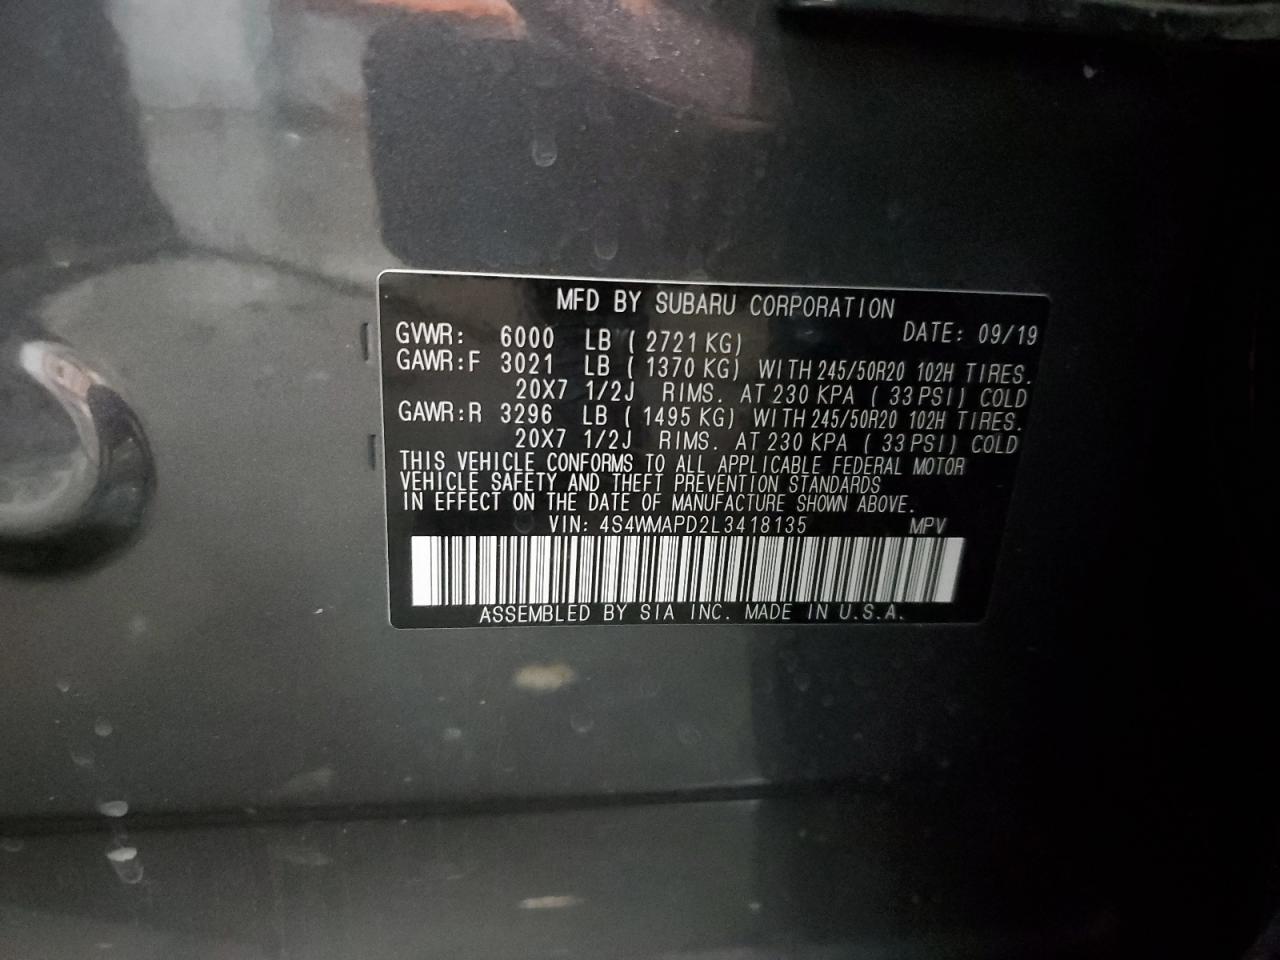 MFD BY SUBARU CORPORATION
GVWR: 6000 LB ( 2721 KG) DATE: 09/19
GAWR:F 3021 LB ( 1370 KG) WITH 245/50R20 102H TIRES.
20X7 1/2J RIMS. AT 230 KPA ( 33 PSI) COLD
GAWR:R 3296 LB ( 1495 KG) WITH 245/50R20 102H TIRES.
20X7 1/2J RIMS. AT 230 KPA ( 33 PSI) COLD
THIS VEHICLE CONFORMS TO ALL APPLICABLE FEDERAL MOTOR
VEHICLE SAFETY AND THEFT PREVENTION STANDARDS
IN EFFECT ON THE DATE OF MANUFACTURE SHOWN ABOVE.
VIN: 4S4WMAPD2L3418135 MPV
ASSEMBLED BY SIA INC. MADE IN U.S.A.